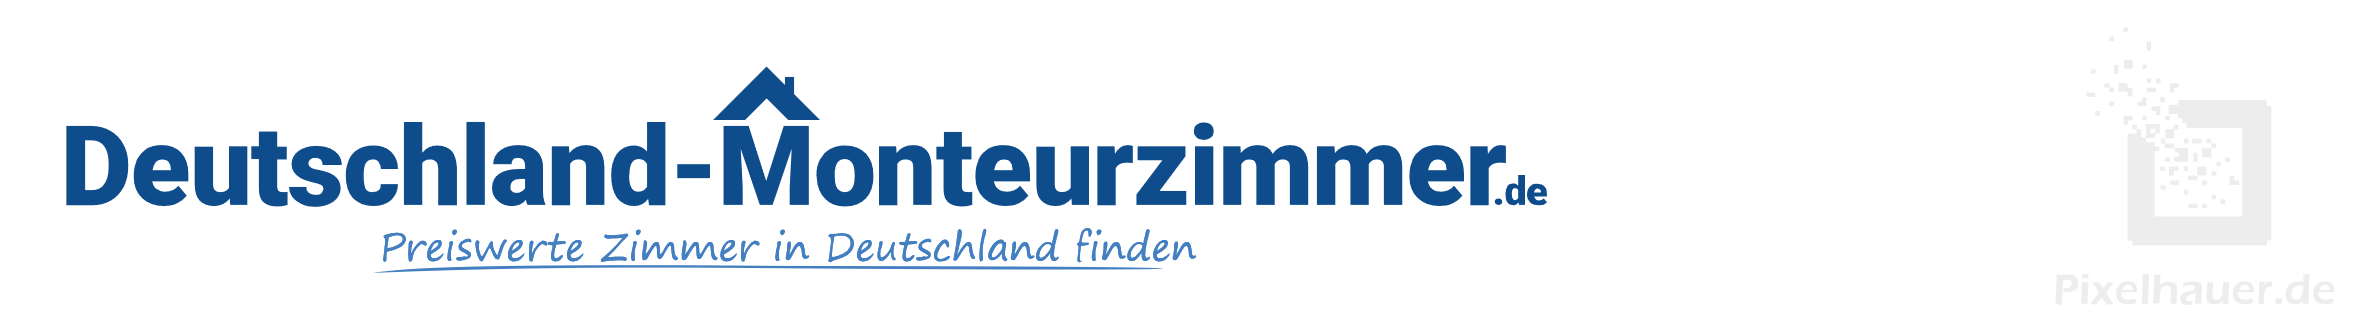 Deutschland-Monteurzimmer.de
Preiswerte Zimmer in Deutschland finden
Pixelhauer.de